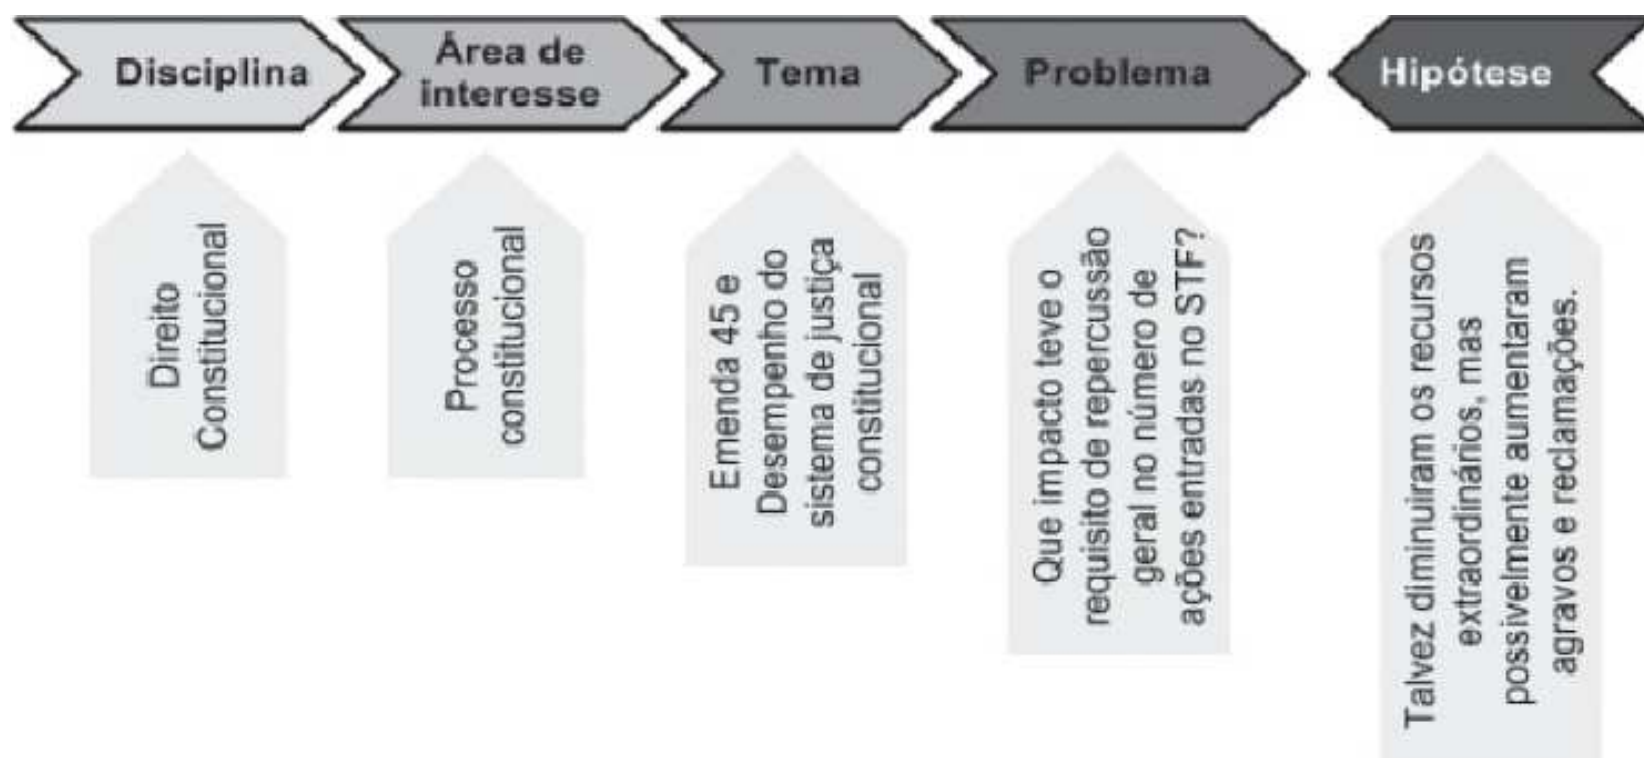 Disciplina
Área de
interesse
Tema
Problema
Hipótese
Direito
Constitucional
Processo
constitucional
Emenda 45 e
Desempenho do
sistema de justiça
constitucional
Que impacto teve o
requisito de repercussão
geral no número de
ações entradas no STF?
Talvez diminuiram os recursos
extraordinários, mas
possivelmente aumentaram
agravos e reclamações.